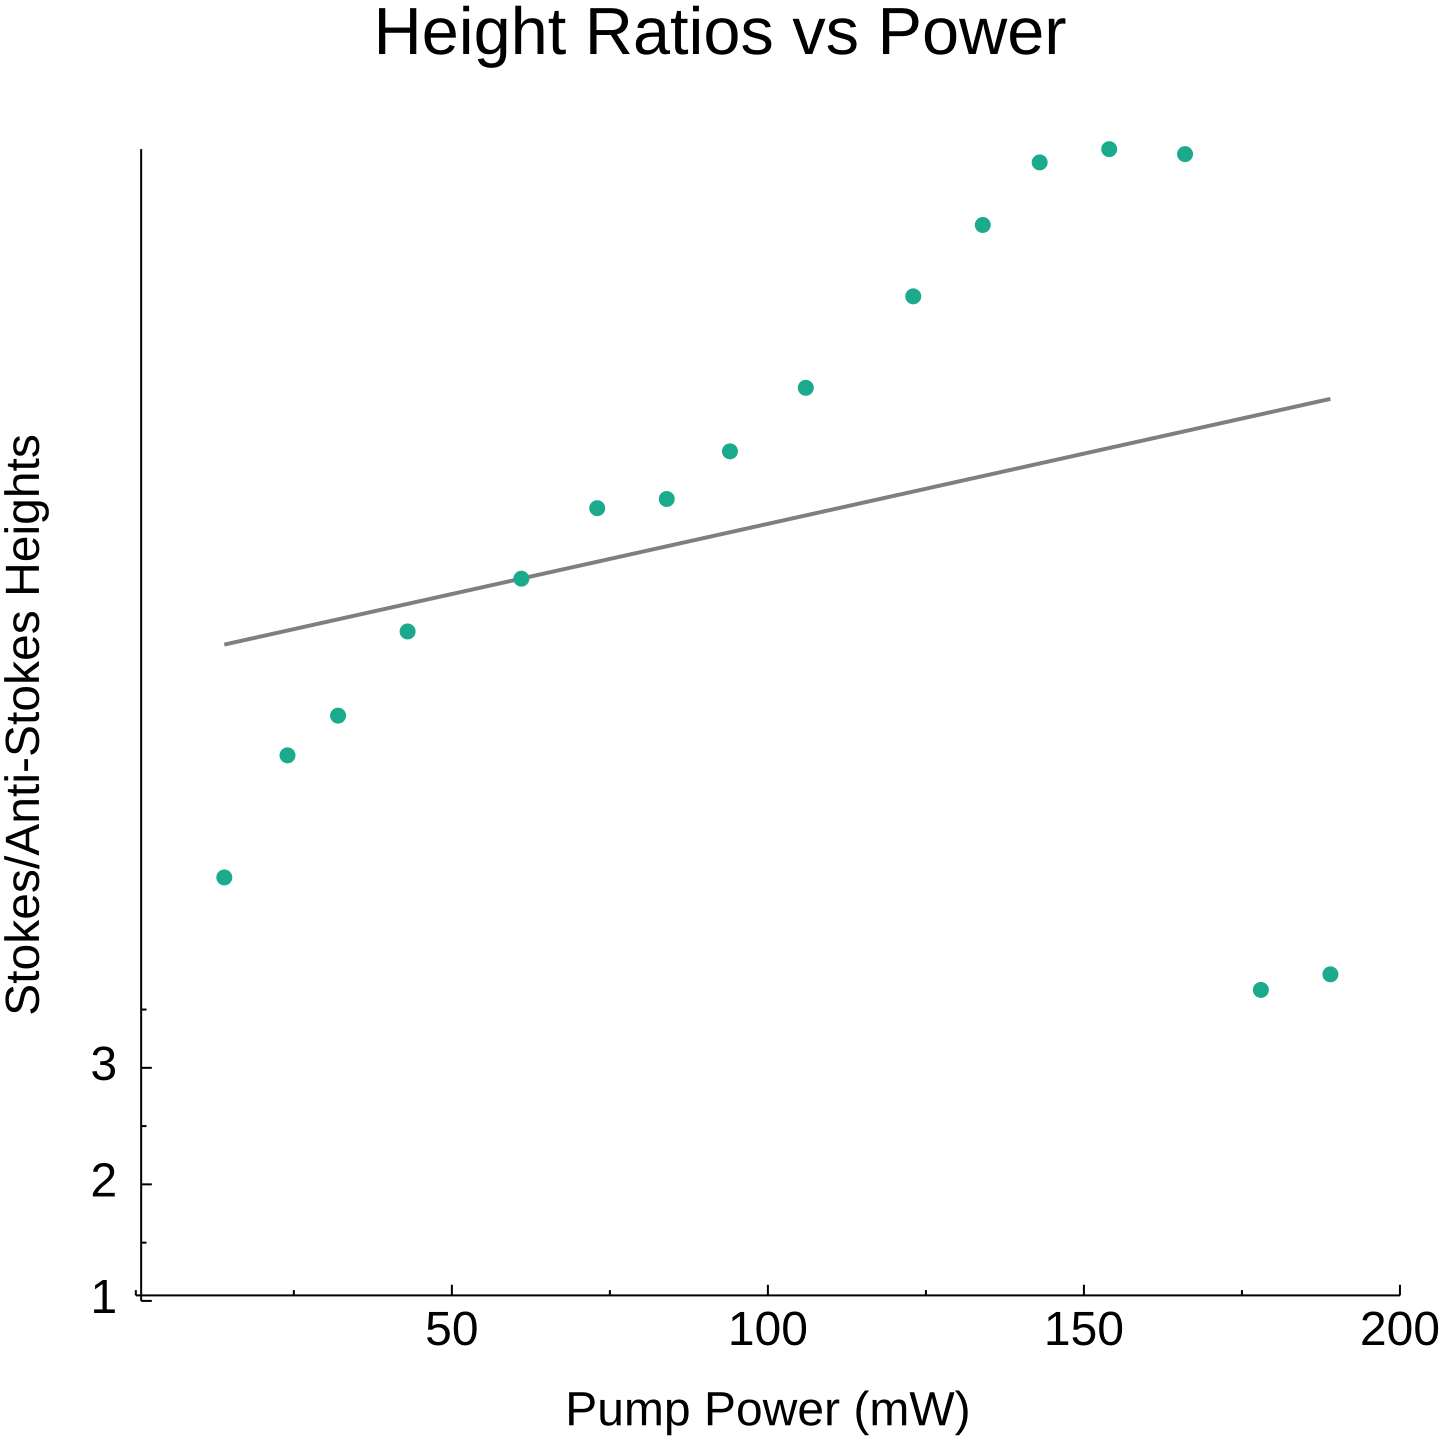 Height Ratios vs Power
Stokes/Anti-Stokes Heights
3
2
1
50 100 150 200
Pump Power (mW)